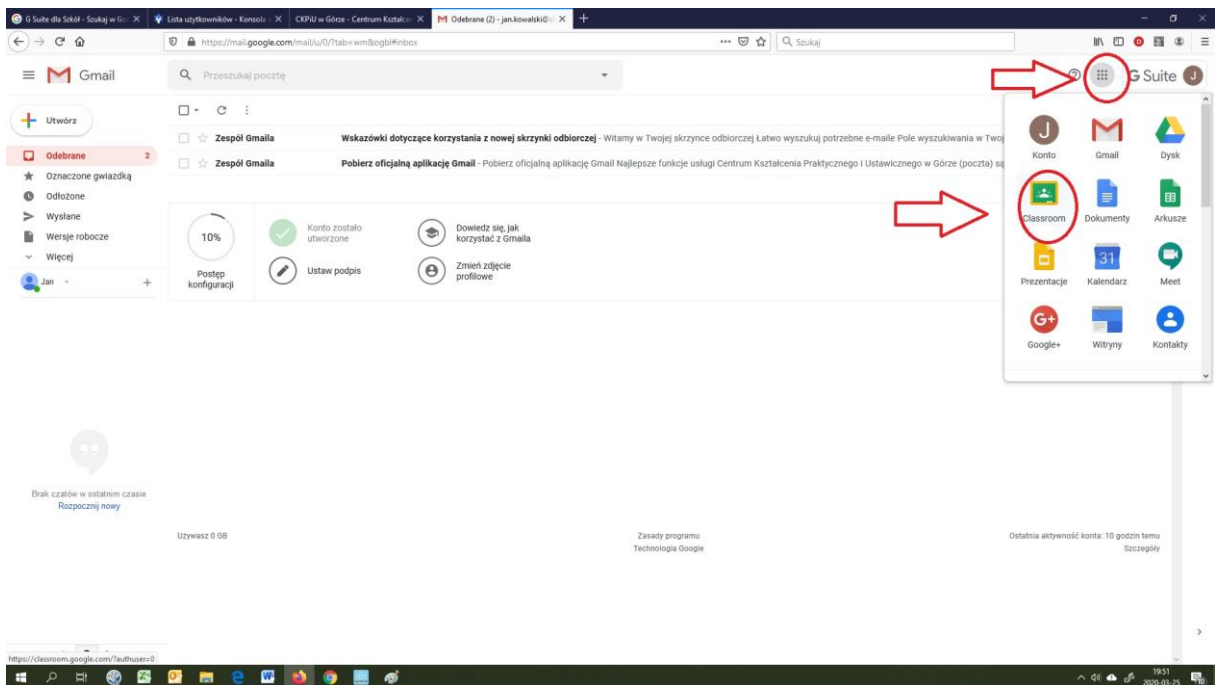 G Suite dla Szkół - Szukaj w Go
Lista użytkowników - Konsola
CKPiU w Górze - Centrum Kształce
Odebrane (2) - jan.kowalski@c
https://mail.google.com/mail/u/0/?tab=wm&ogbl#inbox
Szukaj
Gmail
Przeszukaj pocztę
G Suite
J
Utwórz
Odebrane 2
Oznaczone gwiazdką
Odłożone
Wysłane
Wersje robocze
Więcej
Jan
Zespół Gmaila Wskazówki dotyczące korzystania z nowej skrzynki odbiorczej - Witamy w Twojej skrzynce odbiorczej Łatwo wyszukuj potrzebne e-maile Pole wyszukiwania w Twoj
Zespół Gmaila Pobierz oficjalną aplikację Gmail - Pobierz oficjalną aplikację Gmail Najlepsze funkcje usługi Centrum Kształcenia Praktycznego i Ustawicznego w Górze (poczta) są
10%
Postęp
konfiguracji
Konto zostało
utworzone
Ustaw podpis
Dowiedz się, jak
korzystać z Gmaila
Zmień zdjęcie
profilowe
J
Konto Gmail Dysk
Classroom Dokumenty Arkusze
31
Prezentacje Kalendarz Meet
G+
Google+ Witryny Kontakty
Brak czatów w ostatnim czasie
Rozpocznij nowy
Używasz 0 GB
Zasady programu
Technologia Google
Ostatnia aktywność konta: 10 godzin temu
Szczegóły
https://classroom.google.com/?authuser=0
19:51
2020-03-25